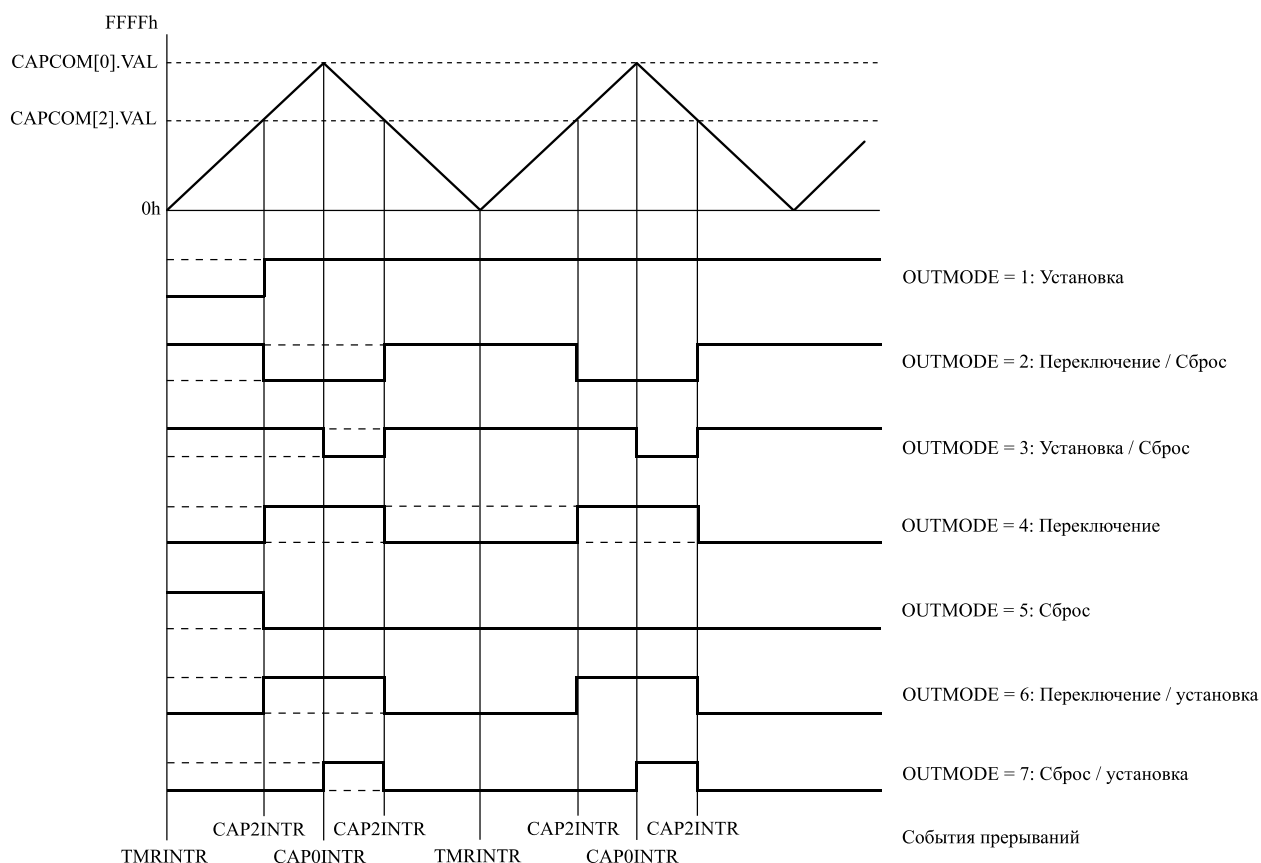 FFFFh
CAPCOM[0].VAL
CAPCOM[2].VAL
0h
OUTMODE = 1: Установка
OUTMODE = 2: Переключение / Сброс
OUTMODE = 3: Установка / Сброс
OUTMODE = 4: Переключение
OUTMODE = 5: Сброс
OUTMODE = 6: Переключение / установка
OUTMODE = 7: Сброс / установка
CAP2INTR CAP2INTR CAP2INTR CAP2INTR
События прерываний
TMRINTR CAP0INTR TMRINTR CAP0INTR